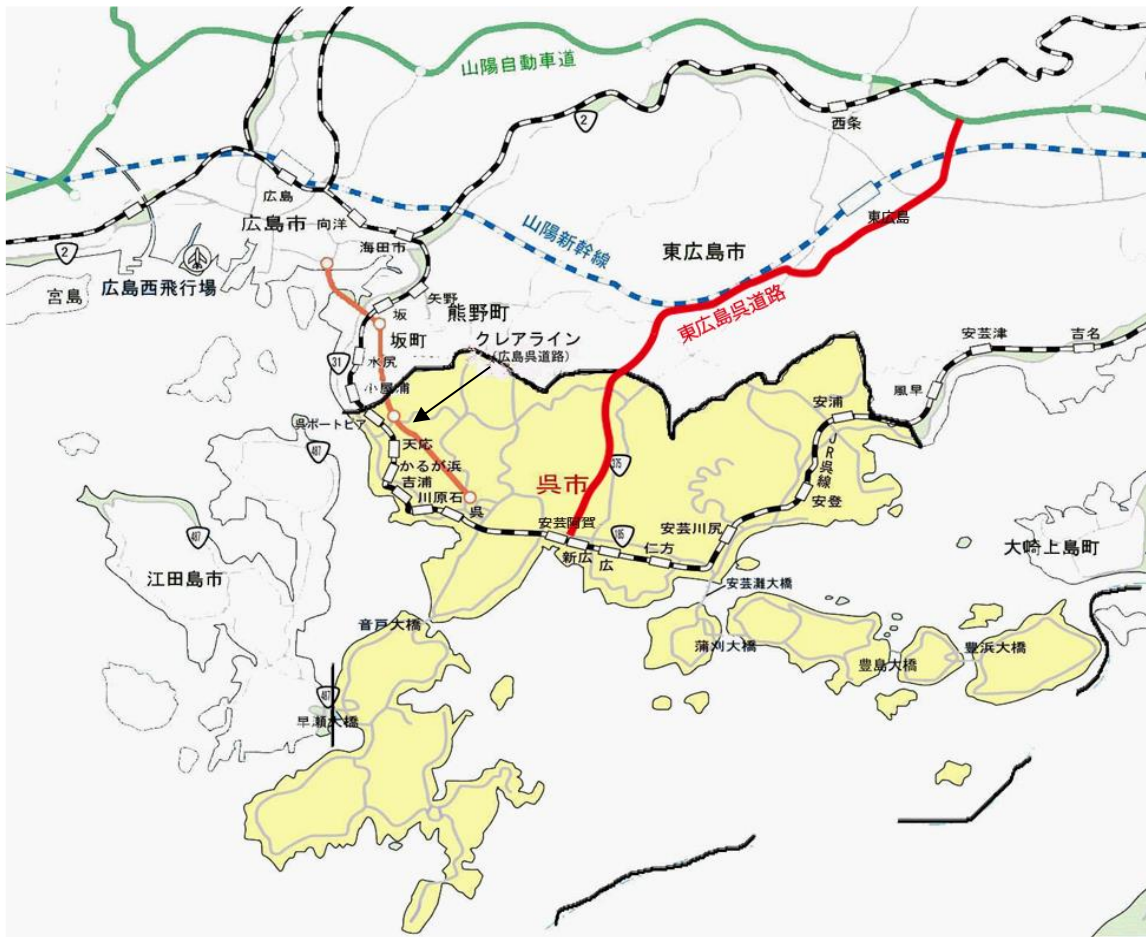 山陽自動車道
2
西条
広島
広島市
向洋
山陽新幹線
東広島
東広島市
2
海田市
宮島
広島西飛行場
矢野
熊野町
坂
坂町
東広島呉道路
クレアライン
(広島呉道路)
安芸津
吉名
31
水尻
小屋浦
風早
呉ポートピア
安浦
天応
487
JR呉線
かるが浜
375
呉市
吉浦
川原石
呉
安登
安芸阿賀
185
安芸川尻
487
新広
広
仁方
大崎上島町
江田島市
安芸灘大橋
音戸大橋
蒲刈大橋
豊島大橋
豊浜大橋
487
早瀬大橋